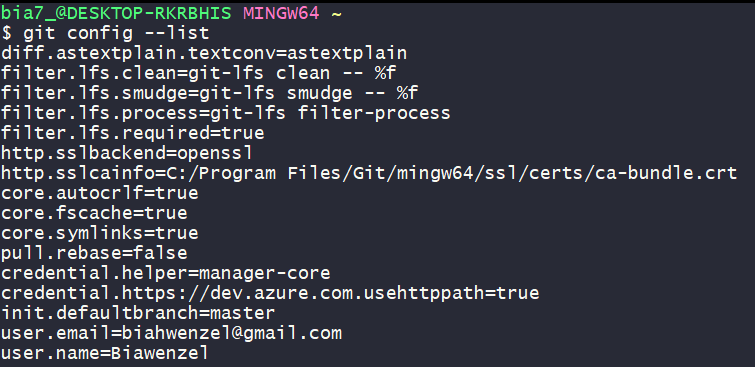 bia7_@DESKTOP-RKRBHIS MINGW64 ~
$ git config --list
diff.astextplain.textconv=astextplain
filter.lfs.clean=git-lfs clean -- %f
filter.lfs.smudge=git-lfs smudge -- %f
filter.lfs.process=git-lfs filter-process
filter.lfs.required=true
http.sslbackend=openssl
http.sslcainfo=C:/Program Files/Git/mingw64/ssl/certs/ca-bundle.crt
core.autocrlf=true
core.fscache=true
core.symlinks=true
pull.rebase=false
credential.helper=manager-core
credential.https://dev.azure.com.usehttppath=true
init.defaultbranch=master
user.email=biahwenzel@gmail.com
user.name=Biawenzel